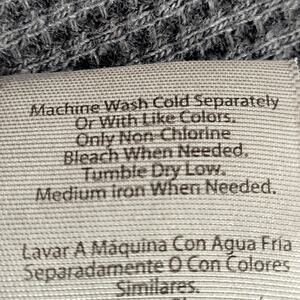 Machine Wash Cold Separately
Or With Like Colors.
Only Non-Chlorine
Bleach When Needed.
Tumble Dry Low.
Medium Iron When Needed.
Lavar A Máquina Con Agua Fria
Separadamente O Con Colores
Similares.